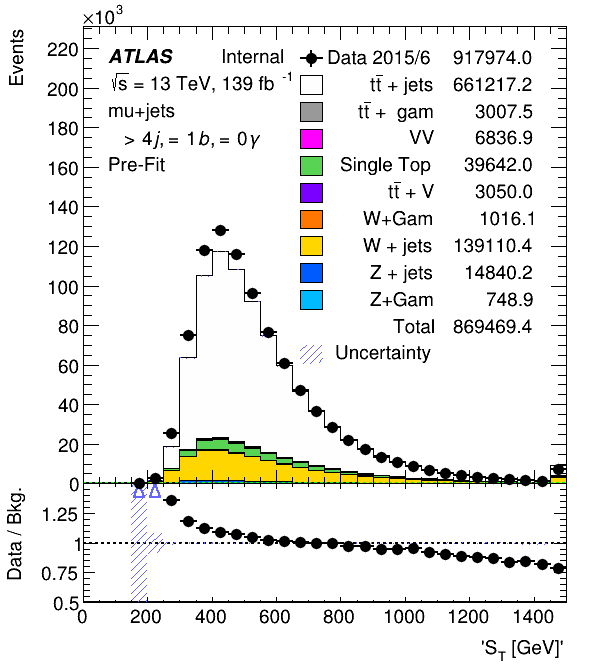 ×10³
Events
220
200
180
160
140
120
100
80
60
40
20
0
ATLAS Internal
√s = 13 TeV, 139 fb⁻¹
mu+jets
> 4j, = 1b, = 0γ
Pre-Fit
Data 2015/6 917974.0
tt̄ + jets 661217.2
tt̄ + gam 3007.5
VV 6836.9
Single Top 39642.0
tt̄ + V 3050.0
W+Gam 1016.1
W + jets 139110.4
Z + jets 14840.2
Z+Gam 748.9
Total 869469.4
Uncertainty
Data / Bkg.
1.25
1
0.75
0.5
0 200 400 600 800 1000 1200 1400
'S_T [GeV]'